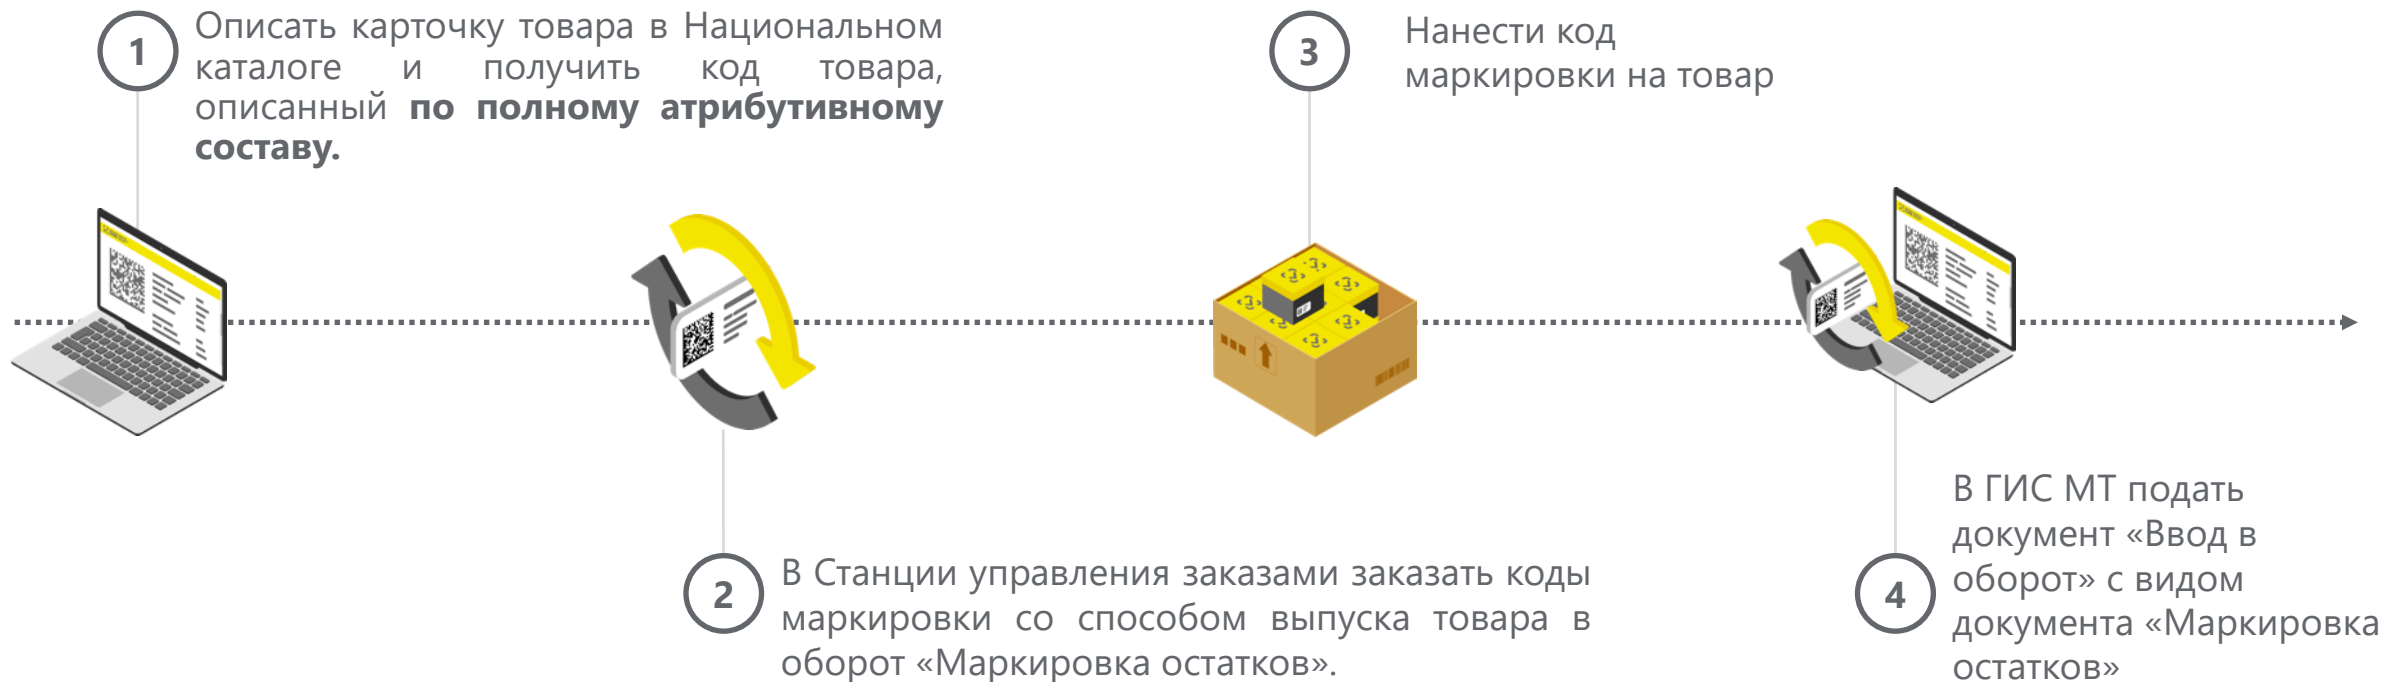 1
Описать карточку товара в Национальном
каталоге и получить код товара,
описанный по полному атрибутивному
составу.
2
В Станции управления заказами заказать коды
маркировки со способом выпуска товара в
оборот «Маркировка остатков».
3
Нанести код
маркировки на товар
4
В ГИС МТ подать
документ «Ввод в
оборот» с видом
документа «Маркировка
остатков»